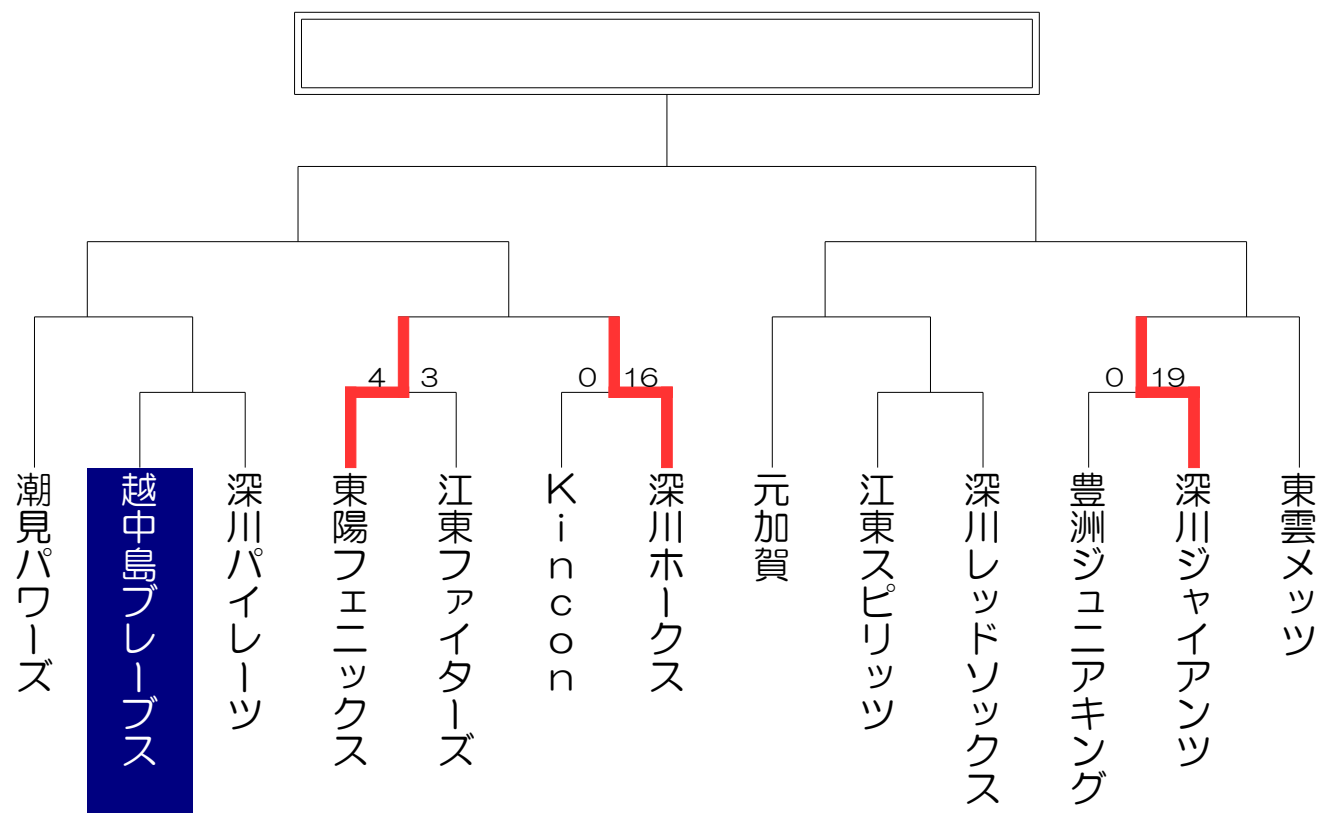 4 3
0 16
0 19
潮見パワーズ
越中島ブレーブス
深川パイレーツ
東陽フェニックス
江東ファイターズ
Kincon
深川ホークス
元加賀
江東スピリッツ
深川レッドソックス
豊洲ジュニアキング
深川ジャイアンツ
東雲メッツ